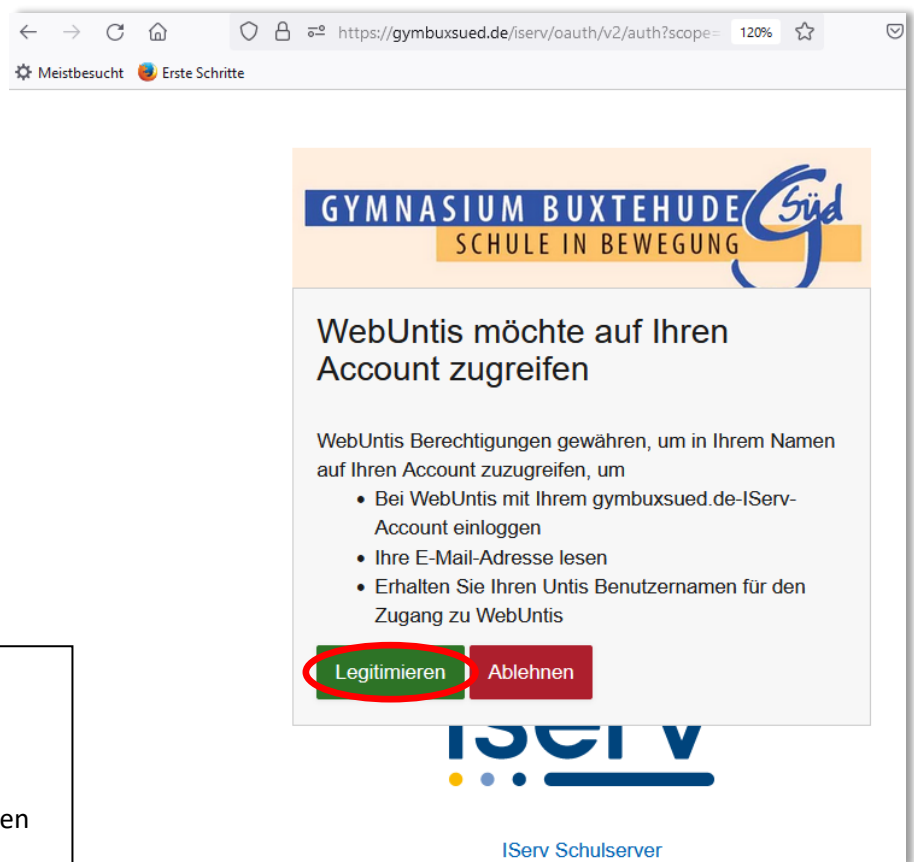 https://gymbuxsued.de/iserv/oauth/v2/auth?scope= 120%
Meistbesucht Erste Schritte
GYMNASIUM BUXTEHUDE Süd
SCHULE IN BEWEGUNG
WebUntis möchte auf Ihren
Account zugreifen
WebUntis Berechtigungen gewähren, um in Ihrem Namen
auf Ihren Account zuzugreifen, um
• Bei WebUntis mit Ihrem gymbuxsued.de-IServ-
Account einloggen
• Ihre E-Mail-Adresse lesen
• Erhalten Sie Ihren Untis Benutzernamen für den
Zugang zu WebUntis
Legitimieren Ablehnen
iserv
en
IServ Schulserver